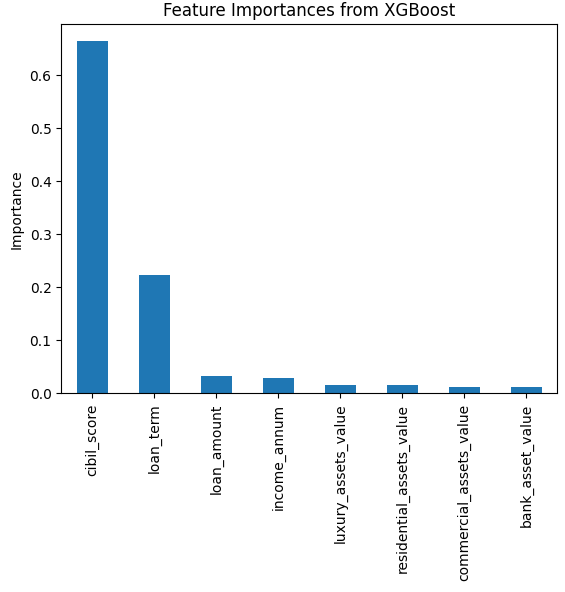 Feature Importances from XGBoost
Importance
0.6
0.5
0.4
0.3
0.2
0.1
0.0
cibil_score
loan_term
loan_amount
income_annum
luxury_assets_value
residential_assets_value
commercial_assets_value
bank_asset_value